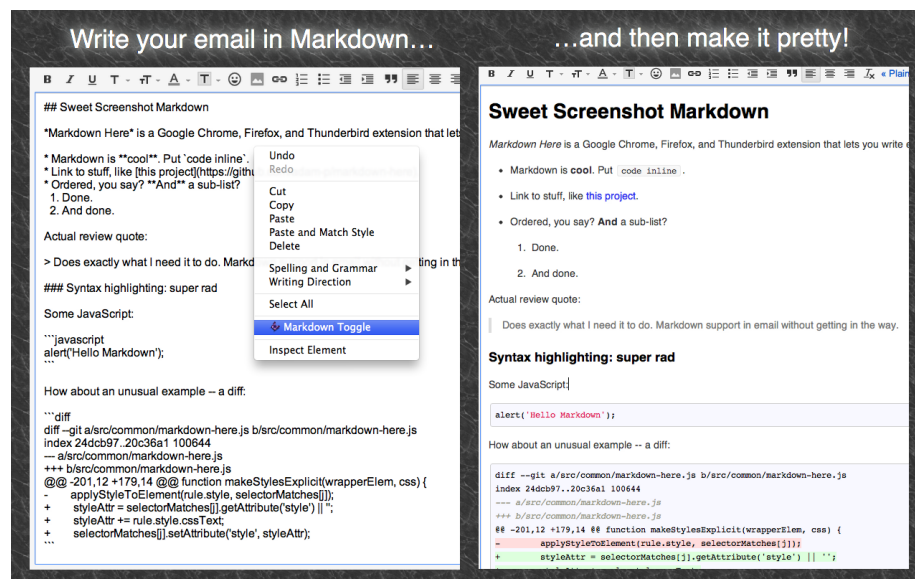 Write your email in Markdown…
B I U T - тT - A - T -
## Sweet Screenshot Markdown
*Markdown Here* is a Google Chrome, Firefox, and Thunderbird extension that lets
* Markdown is **cool**. Put `code inline`.
* Link to stuff, like [this project](https://gith
* Ordered, you say? **And** a sub-list?
1. Done.
2. And done.
Actual review quote:
> Does exactly what I need it to do. Markd
ting in th
### Syntax highlighting: super rad
Some JavaScript:
```javascript
alert('Hello Markdown');
```
How about an unusual example -- a diff:
```diff
diff --git a/src/common/markdown-here.js b/src/common/markdown-here.js
index 24dcb97..20c36a1 100644
--- a/src/common/markdown-here.js
+++ b/src/common/markdown-here.js
@@ -201,12 +179,14 @@ function makeStylesExplicit(wrapperElem, css) {
- applyStyleToElement(rule.style, selectorMatches[j]);
+ styleAttr = selectorMatches[j].getAttribute('style') || '';
+ styleAttr += rule.style.cssText;
+ selectorMatches[j].setAttribute('style', styleAttr);
```
Undo
Redo
Cut
Copy
Paste
Paste and Match Style
Delete
Spelling and Grammar
Writing Direction
Select All
Markdown Toggle
Inspect Element
…and then make it pretty!
B I U T - тT - A - T - « Plain
Sweet Screenshot Markdown
Markdown Here is a Google Chrome, Firefox, and Thunderbird extension that lets you write
• Markdown is cool. Put code inline .
• Link to stuff, like this project.
• Ordered, you say? And a sub-list?
1. Done.
2. And done.
Actual review quote:
Does exactly what I need it to do. Markdown support in email without getting in the way.
Syntax highlighting: super rad
Some JavaScript:
alert('Hello Markdown');
How about an unusual example -- a diff:
diff --git a/src/common/markdown-here.js b/src/common/markdown-here.js
index 24dcb97..20c36a1 100644
--- a/src/common/markdown-here.js
+++ b/src/common/markdown-here.js
@@ -201,12 +179,14 @@ function makeStylesExplicit(wrapperElem, css) {
- applyStyleToElement(rule.style, selectorMatches[j]);
+ styleAttr = selectorMatches[j].getAttribute('style') || '';